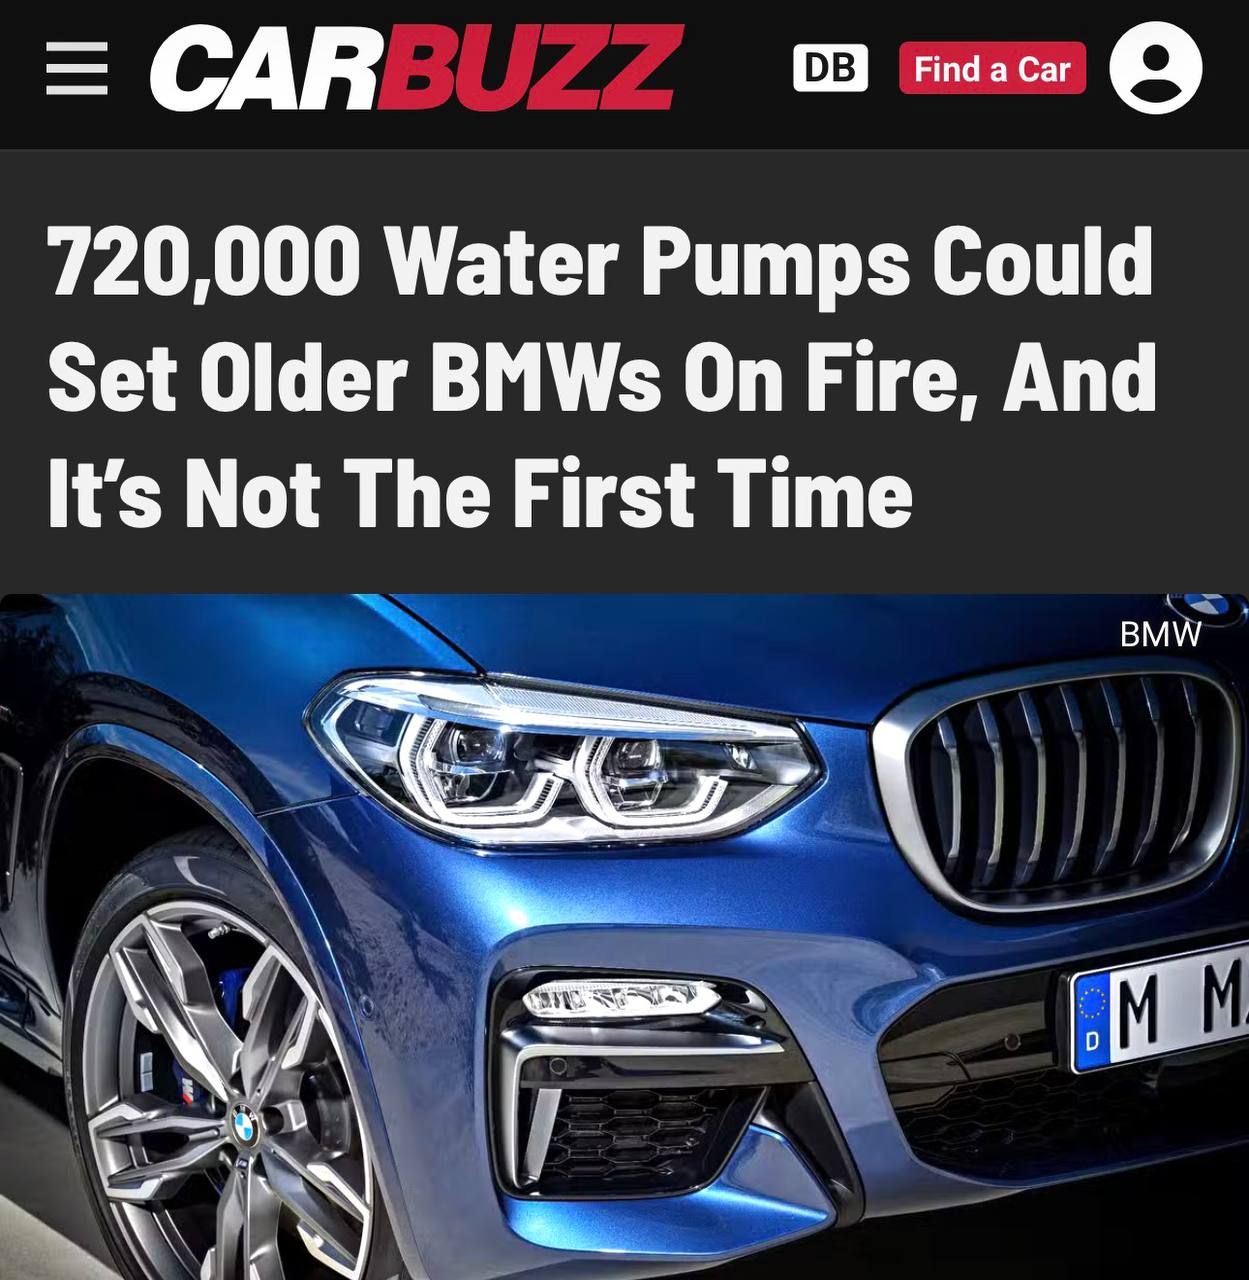 CARBUZZ
DB
Find a Car
720,000 Water Pumps Could
Set Older BMWs On Fire, And
It’s Not The First Time
BMW
M
D
M M